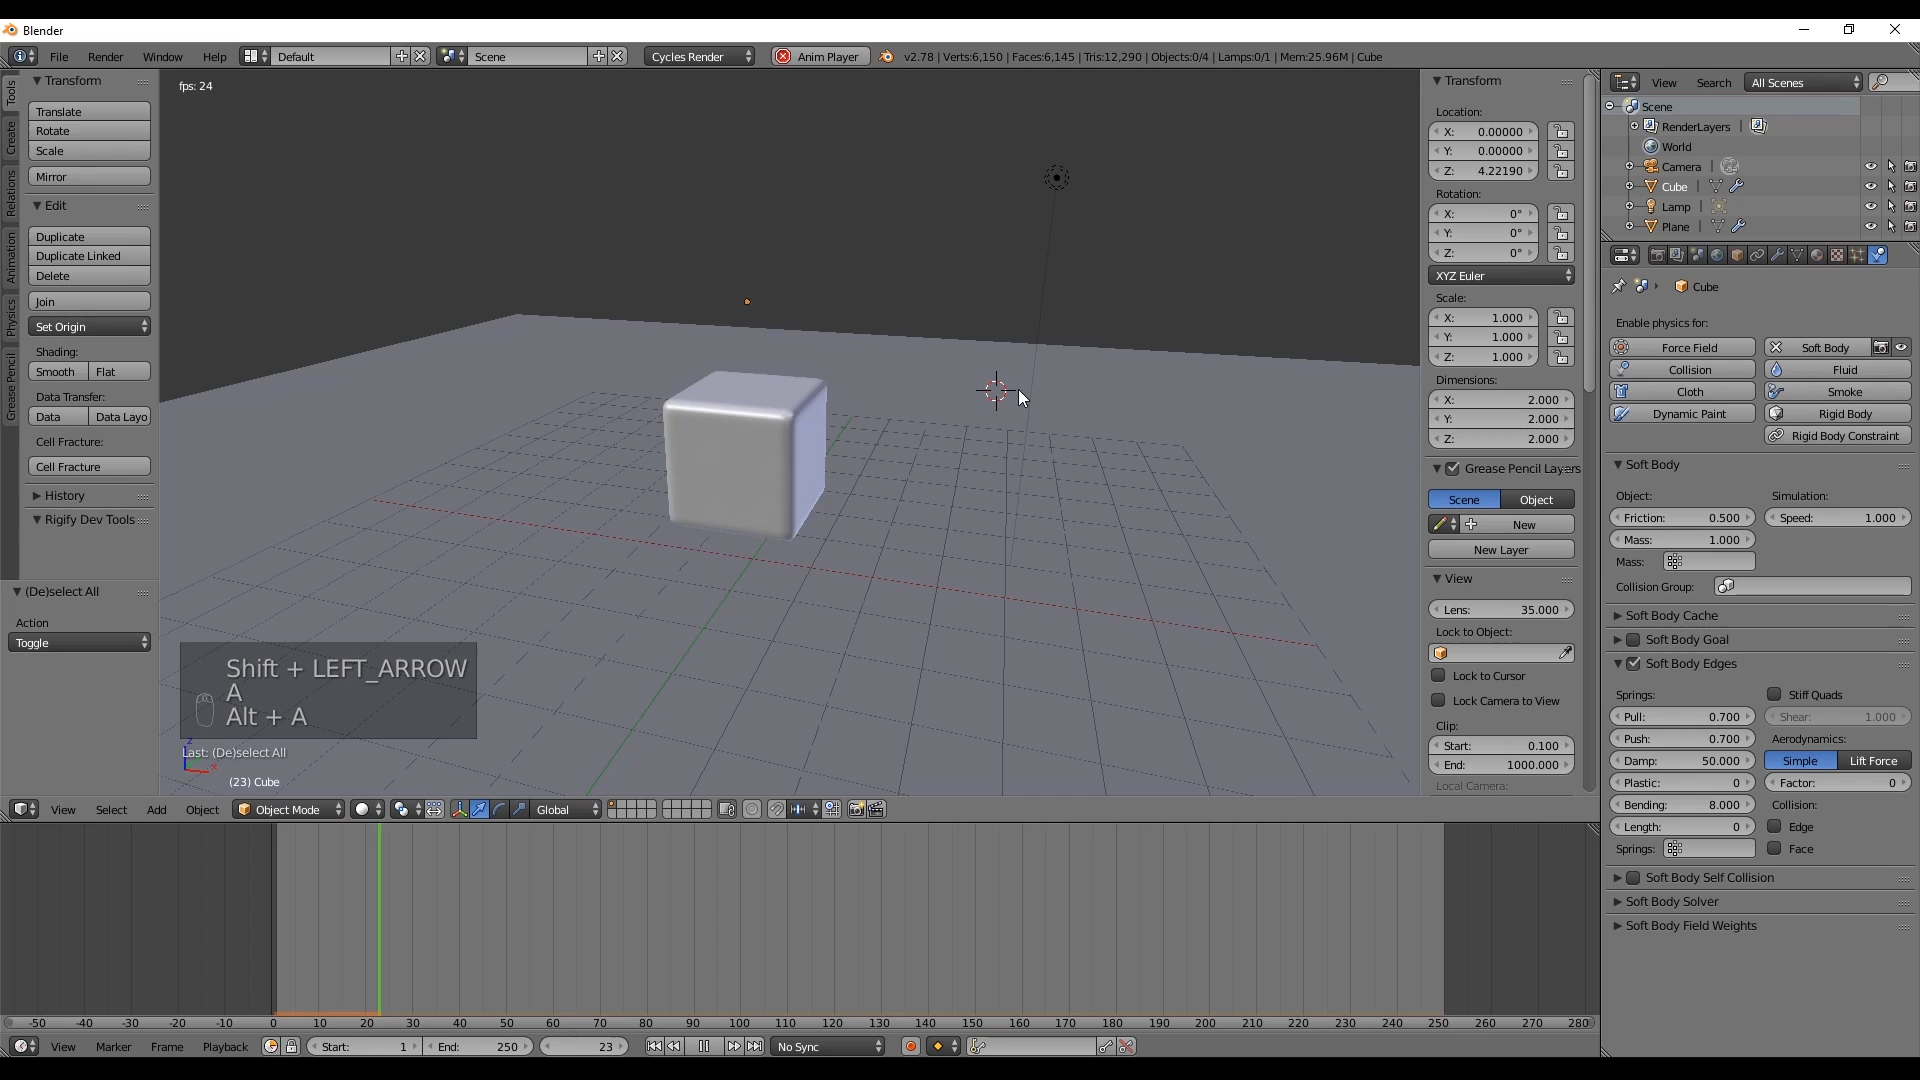 Blender
File Render Window Help Default Scene Cycles Render Anim Player v2.78 | Verts:6,150 | Faces:6,145 | Tris:12,290 | Objects:0/4 | Lamps:0/1 | Mem:25.96M | Cube
Tools
Create
Relations
Animation
Physics
Grease Pencil
Transform
Translate
Rotate
Scale
Mirror
Edit
Duplicate
Duplicate Linked
Delete
Join
Set Origin
Shading:
Smooth Flat
Data Transfer:
Data Data Layo
Cell Fracture:
Cell Fracture
History
Rigify Dev Tools
(De)select All
Action
Toggle
fps: 24
Shift + LEFT_ARROW
A
Alt + A
z
x
Last: (De)select All
(23) Cube
Transform
Location:
X: 0.00000
Y: 0.00000
Z: 4.22190
Rotation:
X: 0°
Y: 0°
Z: 0°
XYZ Euler
Scale:
X: 1.000
Y: 1.000
Z: 1.000
Dimensions:
X: 2.000
Y: 2.000
Z: 2.000
Grease Pencil Layers
Scene Object
New
New Layer
View
Lens: 35.000
Lock to Object:
Lock to Cursor
Lock Camera to View
Clip:
Start: 0.100
End: 1000.000
Local Camera:
View Search All Scenes
Scene
RenderLayers
World
Camera
Cube
Lamp
Plane
Cube
Enable physics for:
Force Field Soft Body
Collision Fluid
Cloth Smoke
Dynamic Paint Rigid Body
Rigid Body Constraint
Soft Body
Object: Simulation:
Friction: 0.500 Speed: 1.000
Mass: 1.000
Mass:
Collision Group:
Soft Body Cache
Soft Body Goal
Soft Body Edges
Springs: Stiff Quads
Pull: 0.700 Shear: 1.000
Push: 0.700 Aerodynamics:
Damp: 50.000 Simple Lift Force
Plastic: 0 Factor: 0
Bending: 8.000 Collision:
Length: 0 Edge
Springs: Face
Soft Body Self Collision
Soft Body Solver
Soft Body Field Weights
View Select Add Object Object Mode Global
-50 -40 -30 -20 -10 0 10 20 30 40 50 60 70 80 90 100 110 120 130 140 150 160 170 180 190 200 210 220 230 240 250 260 270 280
View Marker Frame Playback Start: 1 End: 250 23 No Sync